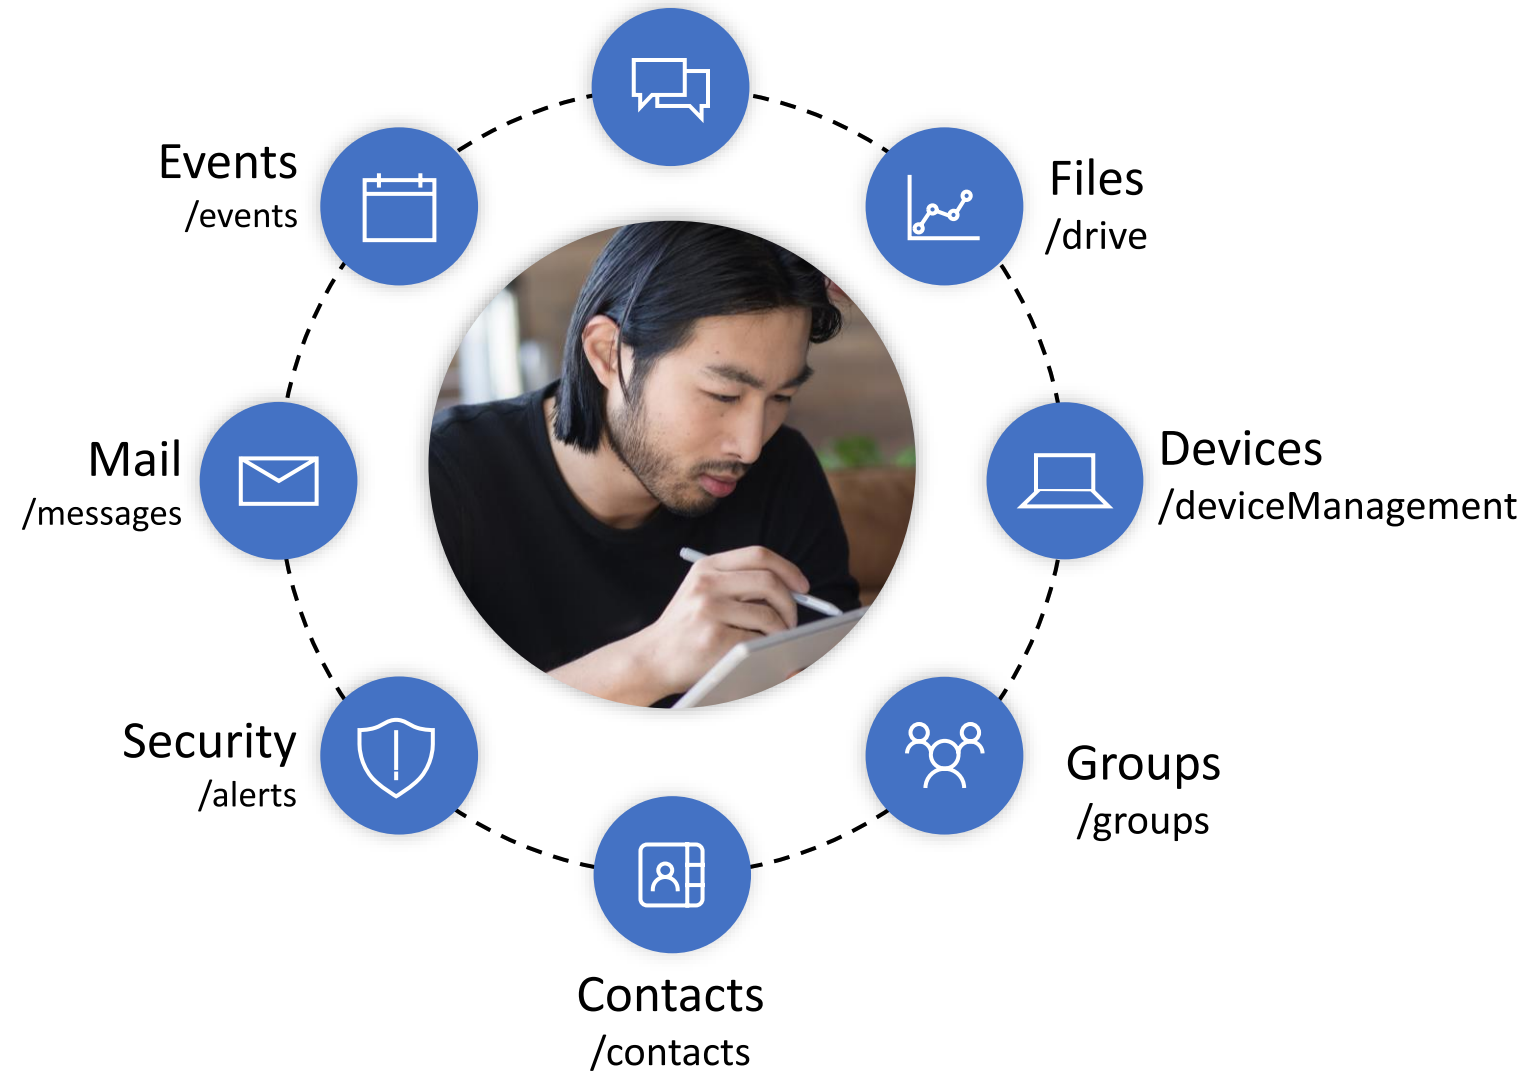 Events
/events
Files
/drive
Mail
/messages
Devices
/deviceManagement
Security
/alerts
Groups
/groups
Contacts
/contacts